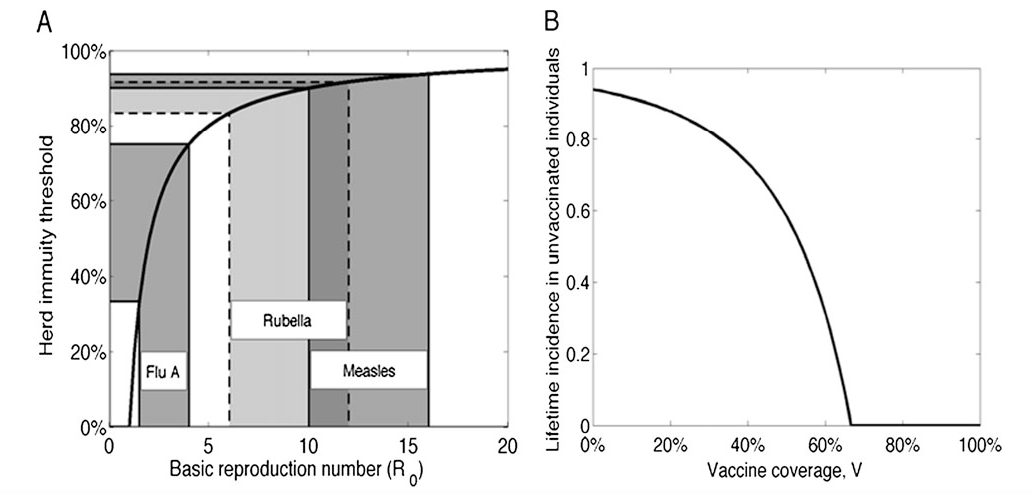 A
Herd immuity threshold
100%
80%
60%
40%
20%
0%
Flu A
Rubella
Measles
0
5
10
15
20
Basic reproduction number (R0)
B
Lifetime incidence in unvaccinated individuals
1
0.8
0.6
0.4
0.2
0
0%
20%
40%
60%
80%
100%
Vaccine coverage, V